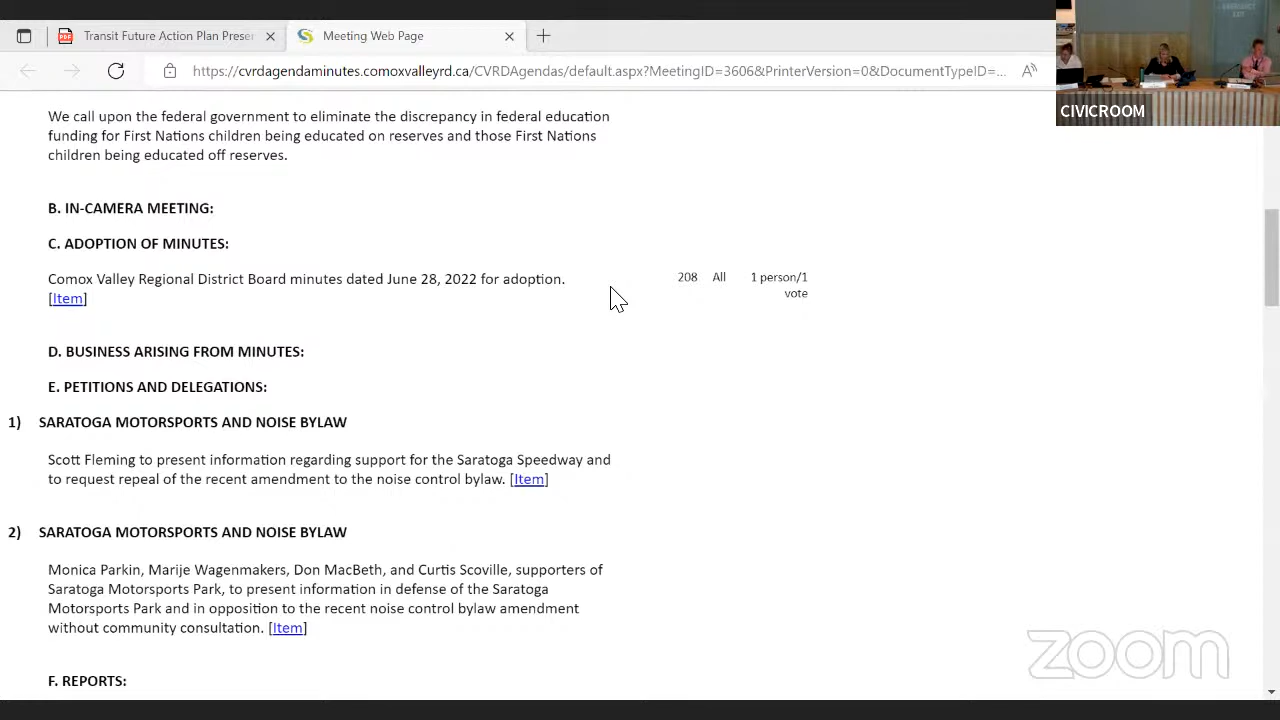 Transit Future Action Plan Preser
Meeting Web Page
https://cvrdagendaminutes.comoxvalleyrd.ca/CVRDAgendas/default.aspx?MeetingID=3606&PrinterVersion=0&DocumentTypeID=...
CIVICROOM
We call upon the federal government to eliminate the discrepancy in federal education
funding for First Nations children being educated on reserves and those First Nations
children being educated off reserves.
B. IN-CAMERA MEETING:
C. ADOPTION OF MINUTES:
Comox Valley Regional District Board minutes dated June 28, 2022 for adoption.
[Item]
208 All 1 person/1
vote
D. BUSINESS ARISING FROM MINUTES:
E. PETITIONS AND DELEGATIONS:
1) SARATOGA MOTORSPORTS AND NOISE BYLAW
Scott Fleming to present information regarding support for the Saratoga Speedway and
to request repeal of the recent amendment to the noise control bylaw. [Item]
2) SARATOGA MOTORSPORTS AND NOISE BYLAW
Monica Parkin, Marije Wagenmakers, Don MacBeth, and Curtis Scoville, supporters of
Saratoga Motorsports Park, to present information in defense of the Saratoga
Motorsports Park and in opposition to the recent noise control bylaw amendment
without community consultation. [Item]
F. REPORTS:
zoom